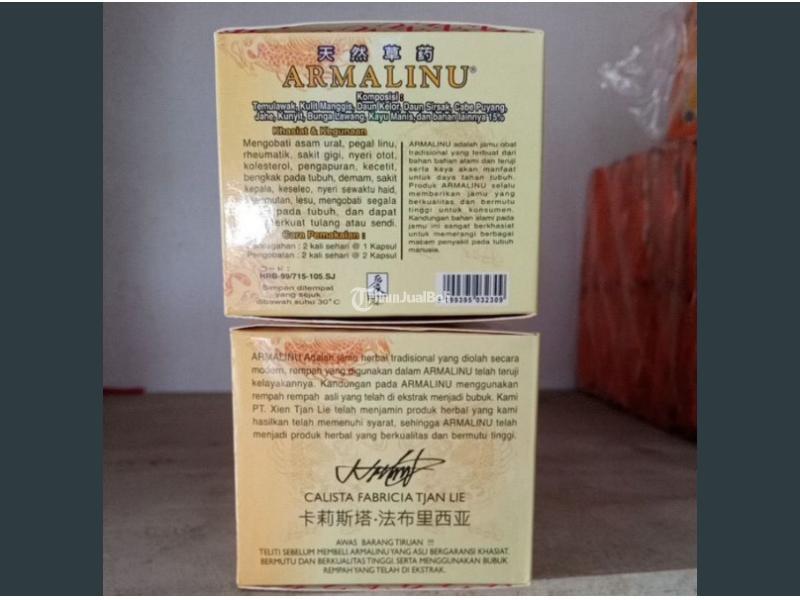 天然草药
ARMALINU®
Komposisi :
Temulawak, Kulit Manggis, Daun Kelor, Daun Sirsak, Cabe Puyang,
Jahe, Kunyit, Bunga Lawang, Kayu Manis, dan bahan lainnya 15%
Khasiat & Kegunaan
Mengobati asam urat, pegal linu,
rheumatik, sakit gigi, nyeri otot,
kolesterol, pengapuran, kecetit,
bengkak pada tubuh, demam, sakit
kepala, keseleo, nyeri sewaktu haid,
lesu, mengobati segala
pada tubuh, dan dapat
tulang atau sendi.
Cara Pemakaian :
: 2 kali sehari @ 1 Kapsul
Pengobatan : 2 kali sehari @ 2 Kapsul
ARMALINU adalah jamu obat
tradisional yang terbuat dari
bahan bahan alami dan teruji
serta kaya akan manfaat
untuk daya tahan tubuh.
Produk ARMALINU selalu
memberikan jamu yang
berkualitas dan bermutu
tinggi untuk konsumen.
Kandungan bahan alami pada
jamu ini sangat berkhasiat
untuk memerangi berbagai
macam penyakit pada tubuh
manusia.
コード :
HRB-99/715-105.SJ
Simpan ditempat
yang sejuk
dibawah suhu 30°C
ARMALINU Adalah jamu herbal tradisional yang diolah secara
modern, rempah yang digunakan dalam ARMALINU telah teruji
kelayakannya. Kandungan pada ARMALINU menggunakan
rempah rempah asli yang telah di ekstrak menjadi bubuk. Kami
PT. Xien Tjan Lie telah menjamin produk herbal yang kami
hasilkan telah memenuhi syarat, sehingga ARMALINU telah
menjadi produk herbal yang berkualitas dan bermutu tinggi.
CALISTA FABRICIA TJAN LIE
卡莉斯塔·法布里西亚
AWAS BARANG TIRUAN !!!
TELITI SEBELUM MEMBELI ARMALINU YANG ASLI BERGARANSI KHASIAT.
BERMUTU DAN BERKUALITAS TINGGI. SERTA MENGGUNAKAN BUBUK
REMPAH YANG TELAH DI EKSTRAK.